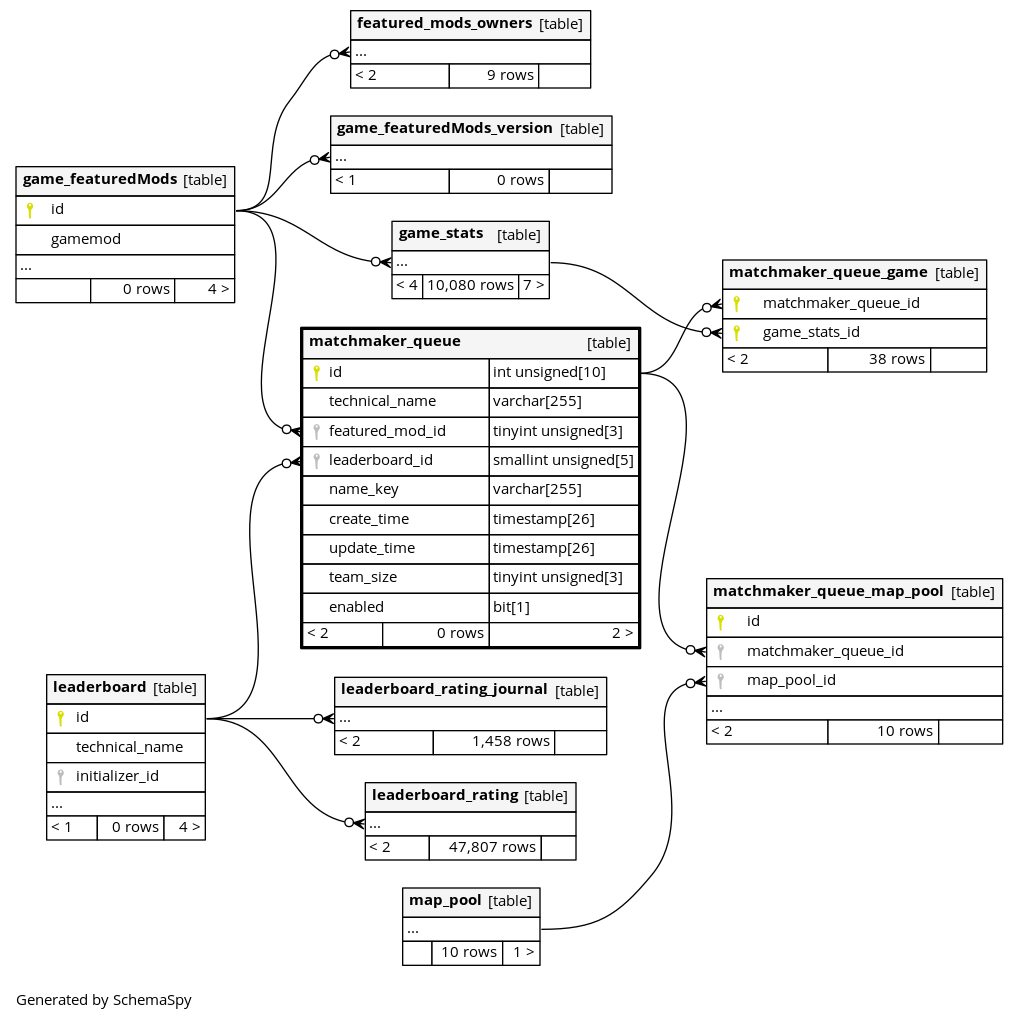 featured_mods_owners [table]
...
< 2 9 rows
game_featuredMods_version [table]
...
< 1 0 rows
game_featuredMods [table]
id
gamemod
...
0 rows 4 >
game_stats [table]
...
< 4 10,080 rows 7 >
matchmaker_queue_game [table]
matchmaker_queue_id
game_stats_id
< 2 38 rows
matchmaker_queue [table]
id int unsigned[10]
technical_name varchar[255]
featured_mod_id tinyint unsigned[3]
leaderboard_id smallint unsigned[5]
name_key varchar[255]
create_time timestamp[26]
update_time timestamp[26]
team_size tinyint unsigned[3]
enabled bit[1]
< 2 0 rows 2 >
matchmaker_queue_map_pool [table]
id
matchmaker_queue_id
map_pool_id
...
< 2 10 rows
leaderboard [table]
id
technical_name
initializer_id
...
< 1 0 rows 4 >
leaderboard_rating_journal [table]
...
< 2 1,458 rows
leaderboard_rating [table]
...
< 2 47,807 rows
map_pool [table]
...
10 rows 1 >
Generated by SchemaSpy